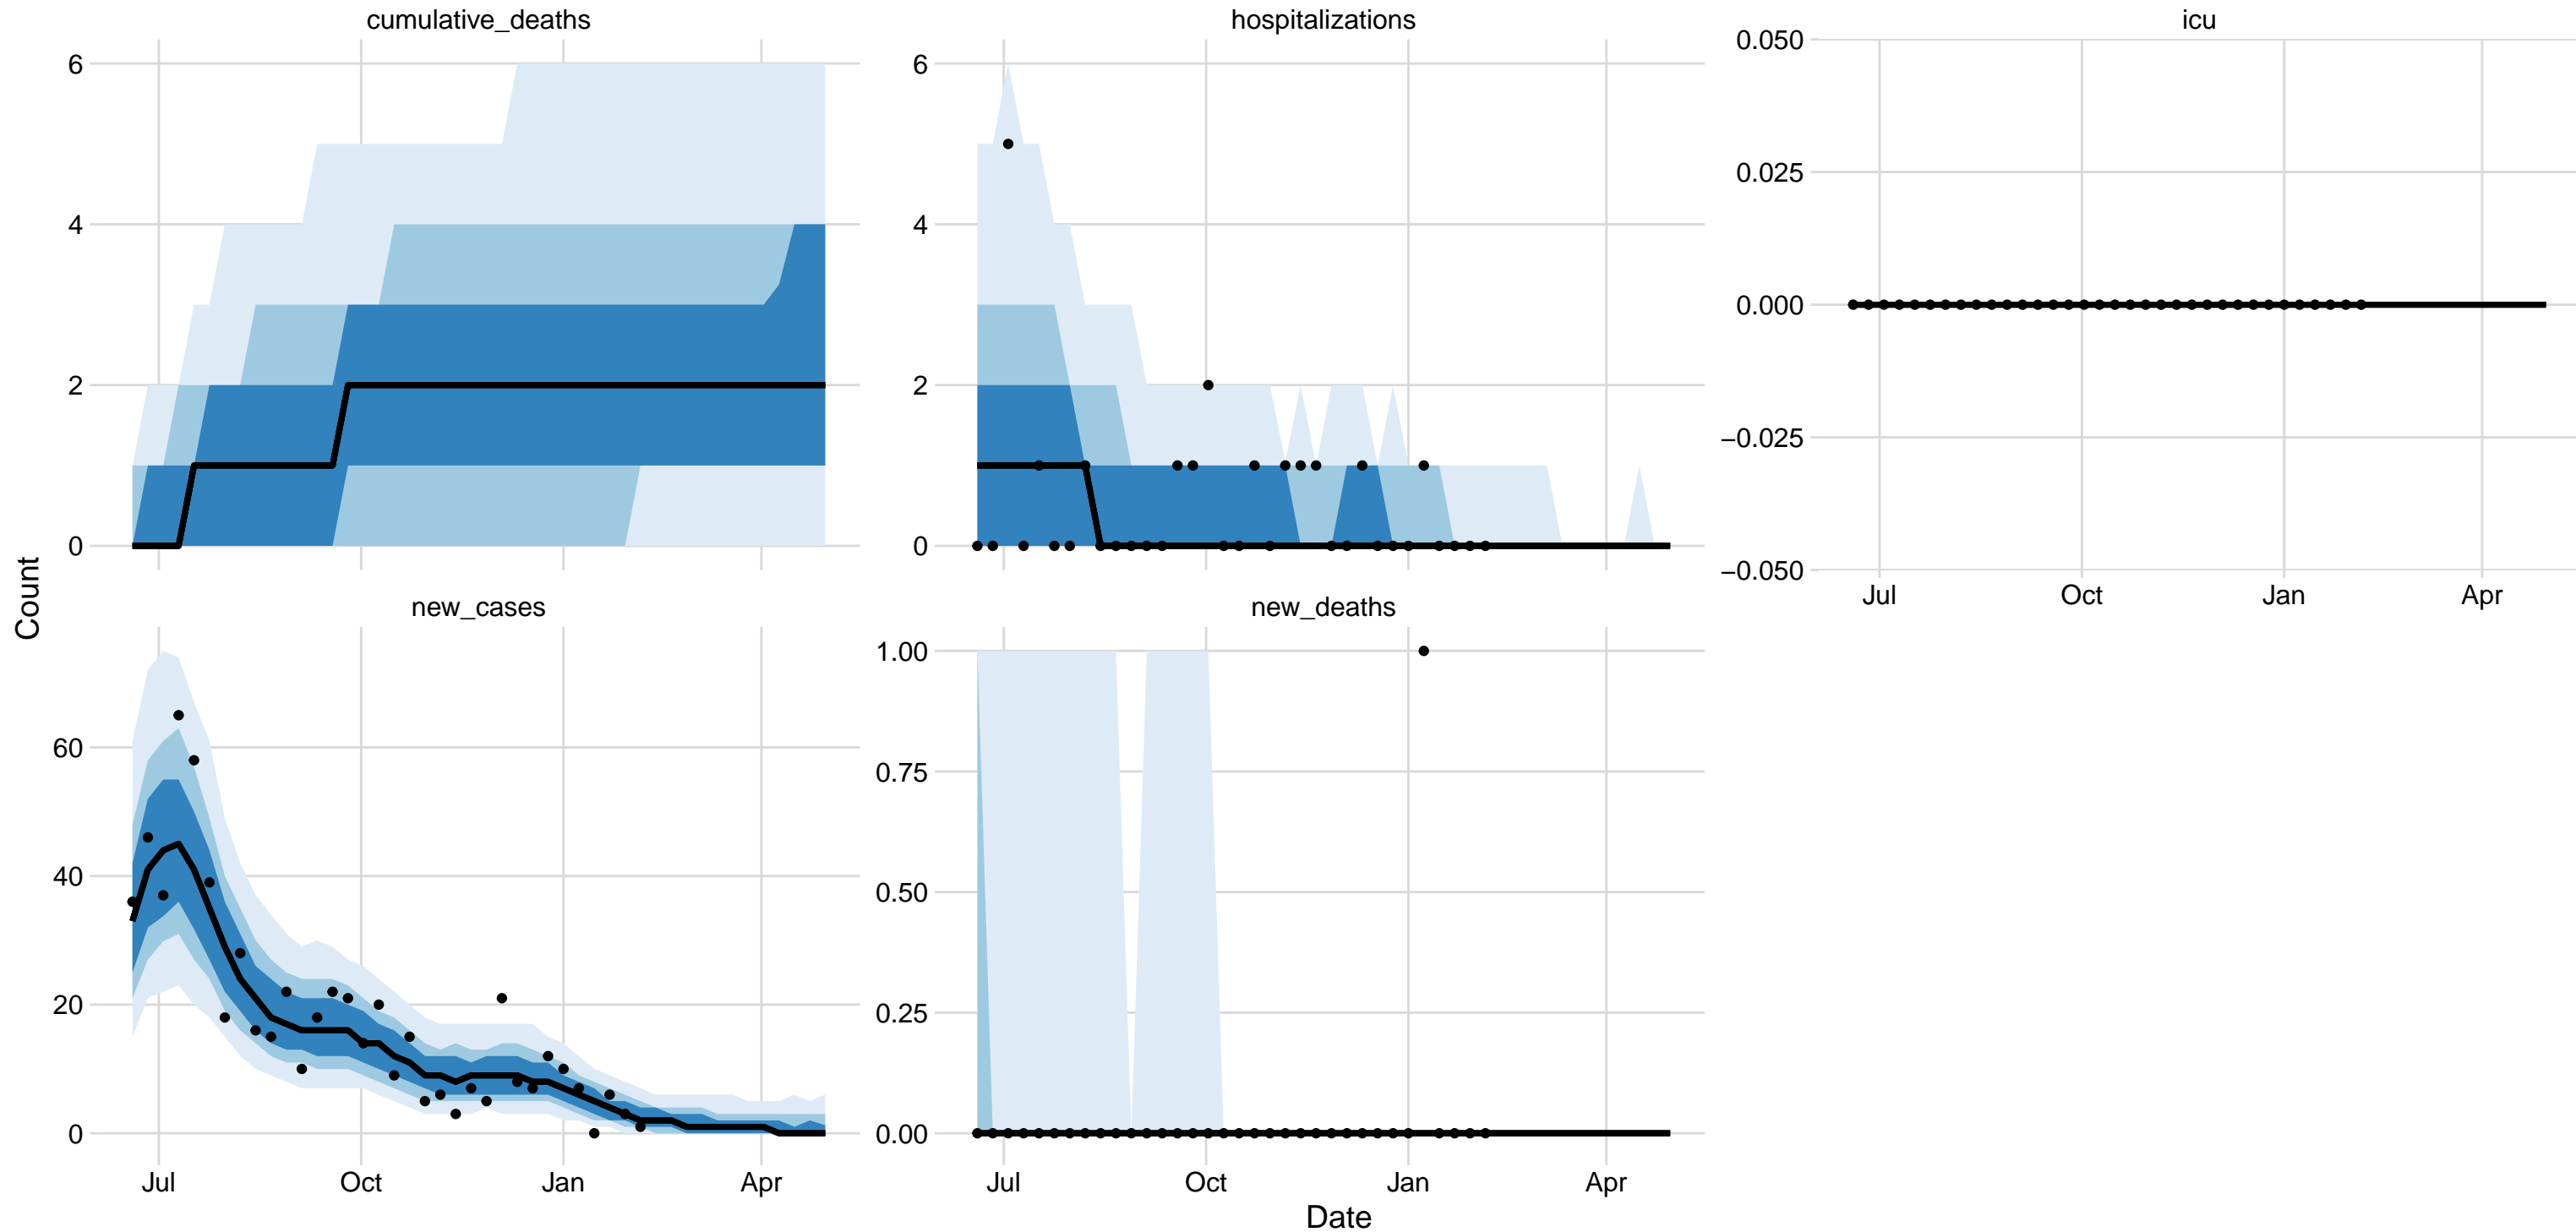 cumulative_deaths
hospitalizations
icu
6
4
2
0
6
4
2
0
0.050
0.025
0.000
−0.025
−0.050
Jul
Oct
Jan
Apr
Count
new_cases
new_deaths
60
40
20
0
1.00
0.75
0.50
0.25
0.00
Jul
Oct
Jan
Apr
Jul
Oct
Jan
Apr
Date